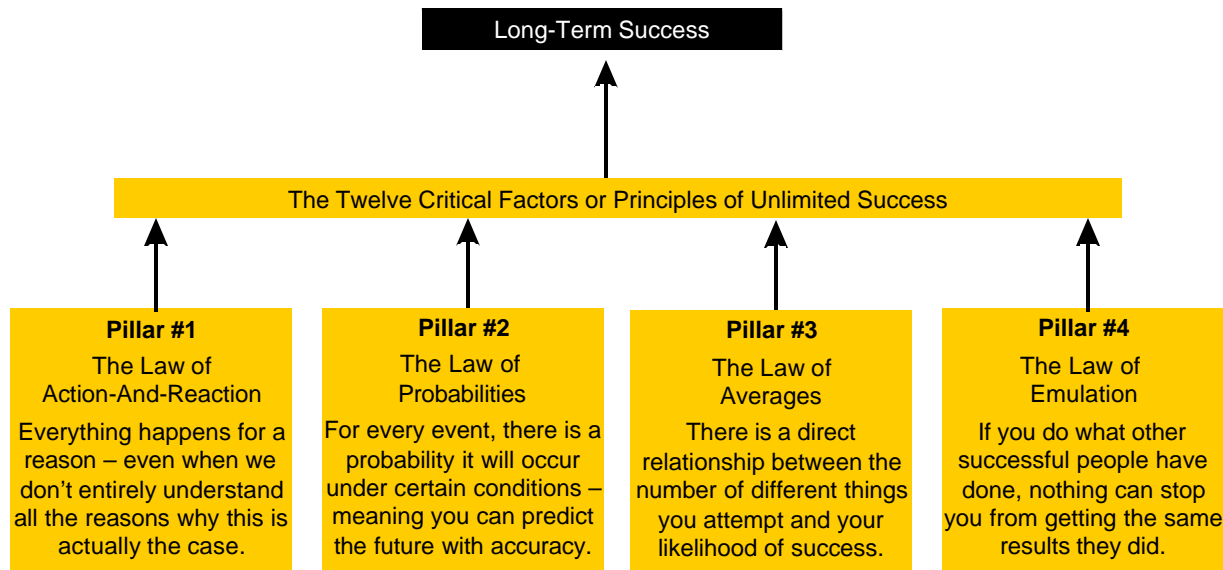 Long-Term Success
The Twelve Critical Factors or Principles of Unlimited Success
Pillar #1
The Law of
Action-And-Reaction
Everything happens for a
reason – even when we
don't entirely understand
all the reasons why this is
actually the case.
Pillar #2
The Law of
Probabilities
For every event, there is a
probability it will occur
under certain conditions –
meaning you can predict
the future with accuracy.
Pillar #3
The Law of
Averages
There is a direct
relationship between the
number of different things
you attempt and your
likelihood of success.
Pillar #4
The Law of
Emulation
If you do what other
successful people have
done, nothing can stop
you from getting the same
results they did.